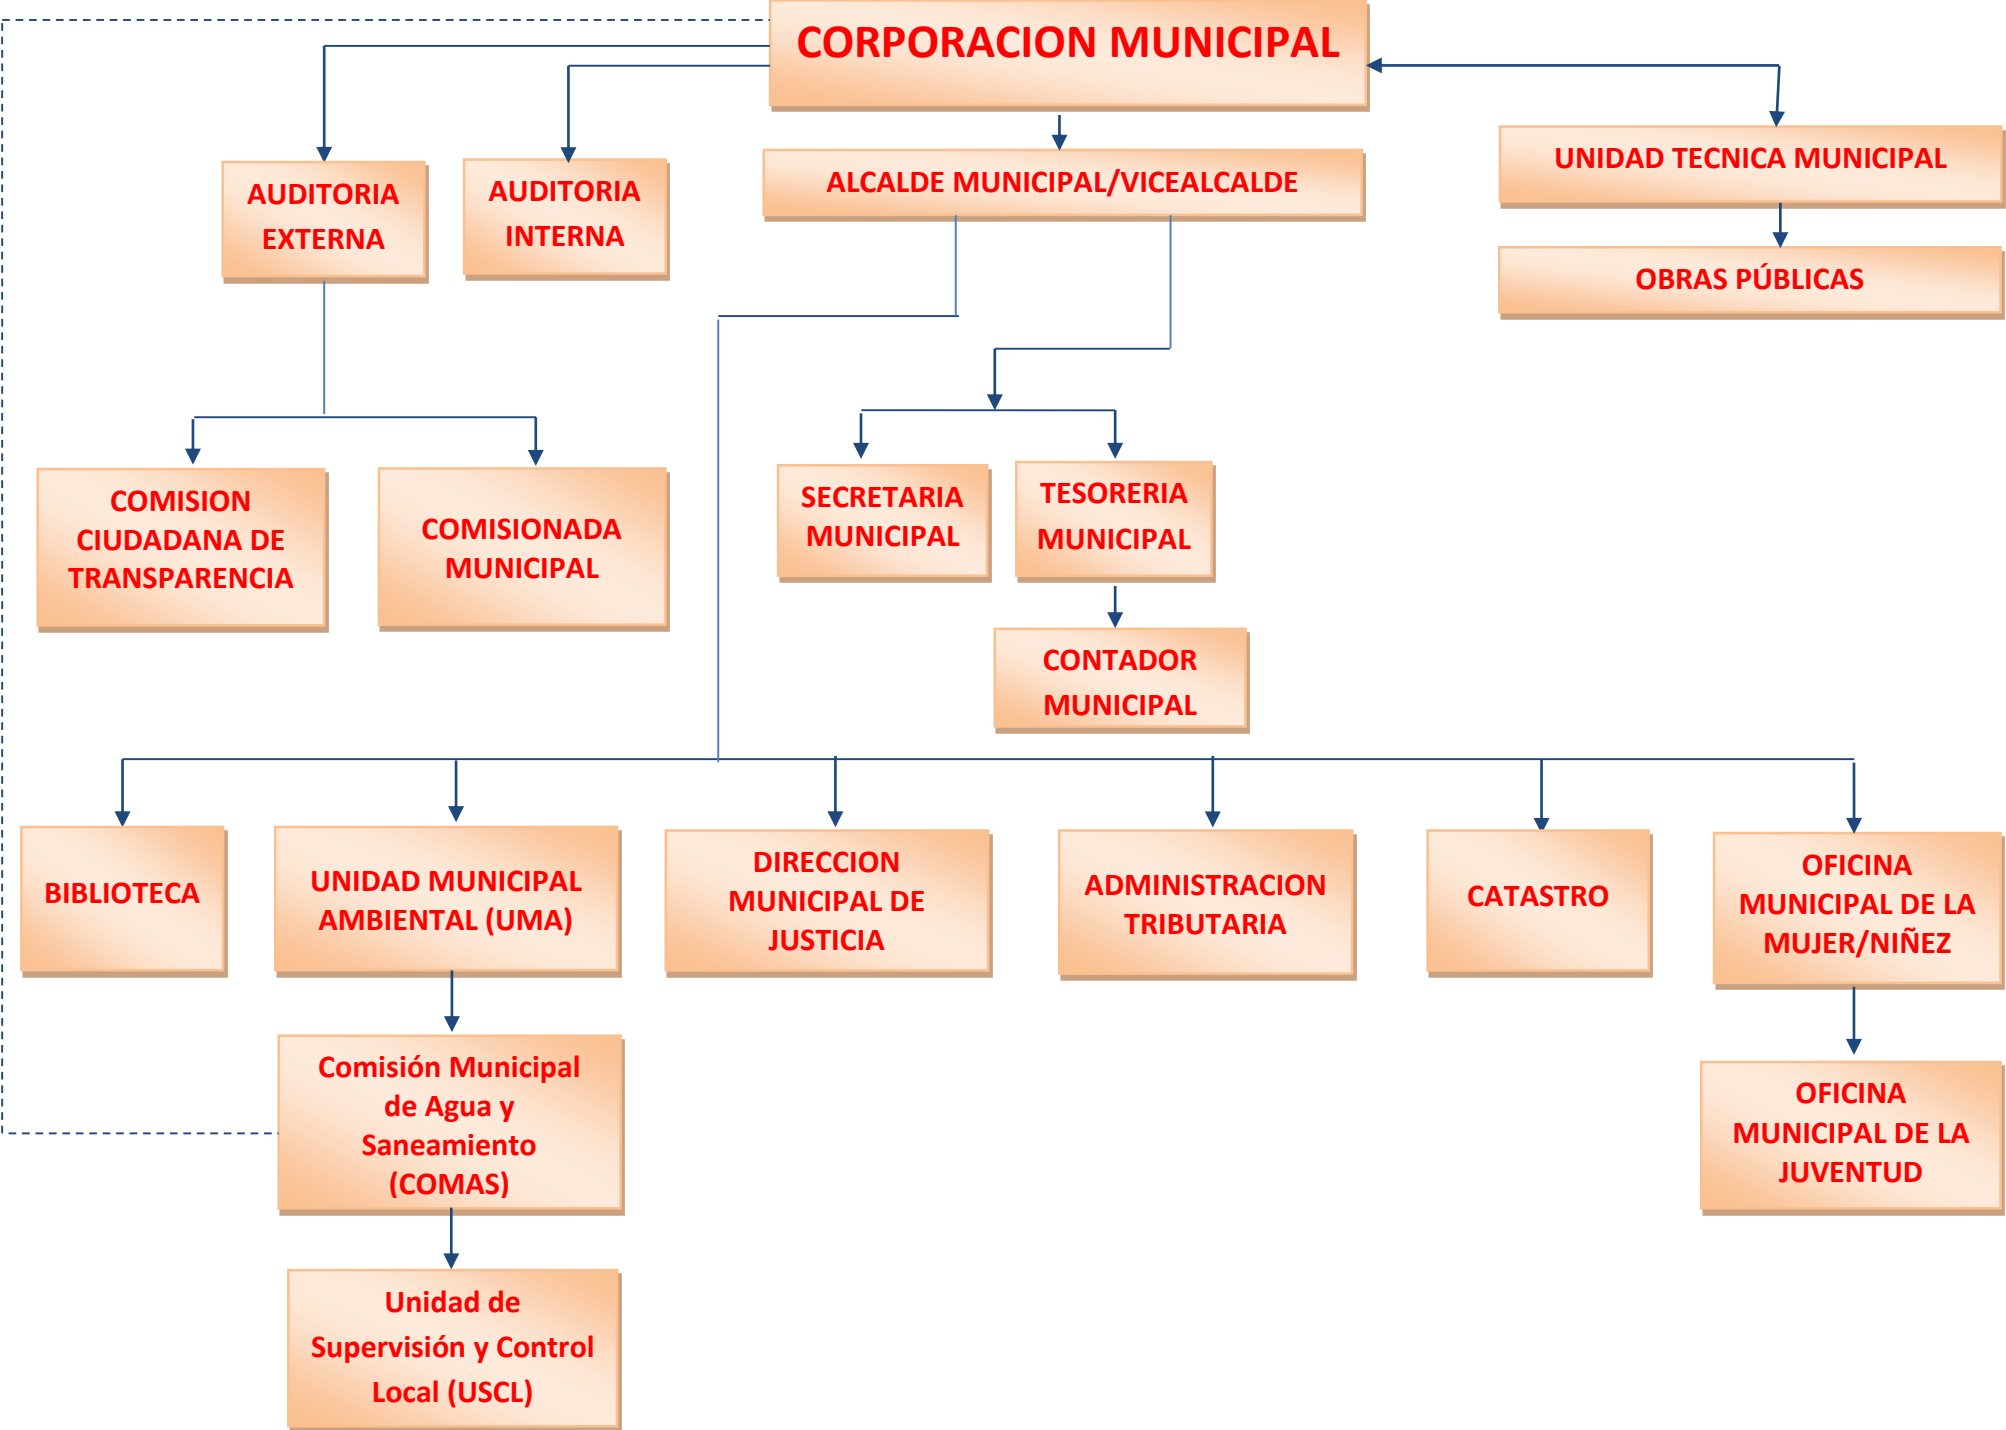 CORPORACION MUNICIPAL
AUDITORIA
EXTERNA
AUDITORIA
INTERNA
ALCALDE MUNICIPAL/VICEALCALDE
UNIDAD TECNICA MUNICIPAL
OBRAS PÚBLICAS
COMISION
CIUDADANA DE
TRANSPARENCIA
COMISIONADA
MUNICIPAL
SECRETARIA
MUNICIPAL
TESORERIA
MUNICIPAL
CONTADOR
MUNICIPAL
BIBLIOTECA
UNIDAD MUNICIPAL
AMBIENTAL (UMA)
DIRECCION
MUNICIPAL DE
JUSTICIA
ADMINISTRACION
TRIBUTARIA
CATASTRO
OFICINA
MUNICIPAL DE LA
MUJER/NIÑEZ
Comisión Municipal
de Agua y
Saneamiento
(COMAS)
OFICINA
MUNICIPAL DE LA
JUVENTUD
Unidad de
Supervisión y Control
Local (USCL)